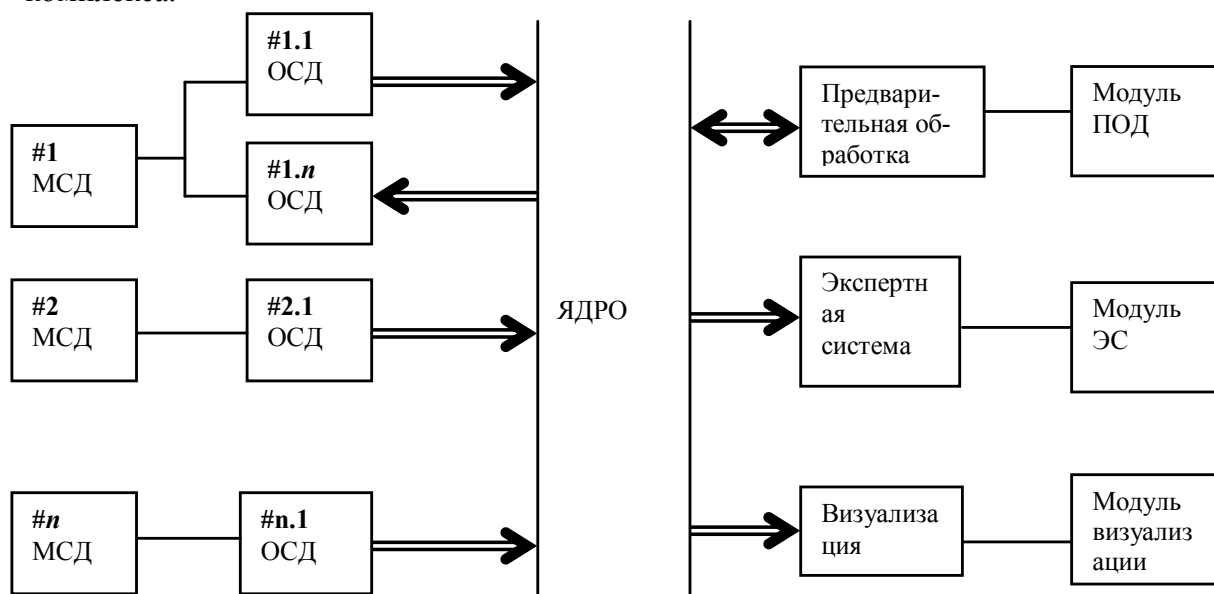 комплекса.
#1.1
ОСД
#1
МСД
#1.n
ОСД
#2
МСД
#2.1
ОСД
#n
МСД
#n.1
ОСД
ЯДРО
Предвари-
тельная об-
работка
Модуль
ПОД
Экспертн
ая
система
Модуль
ЭС
Визуализа
ция
Модуль
визуализ
ации